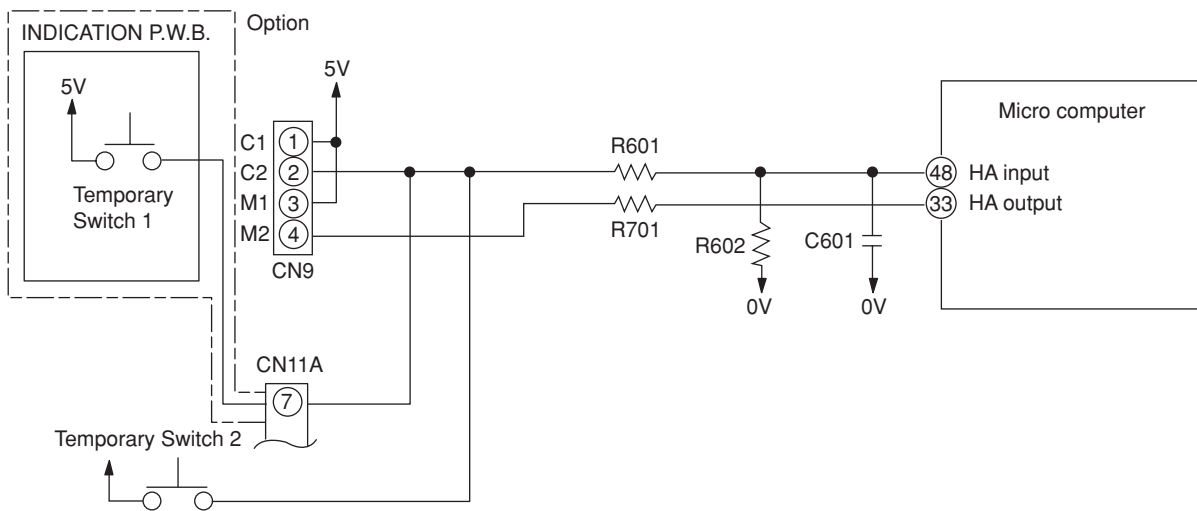 INDICATION P.W.B.
Option
5V
Temporary
Switch 1
C1
C2
M1
M2
1
2
3
4
CN9
5V
R601
R701
R602
C601
0V
0V
Micro computer
48 HA input
33 HA output
CN11A
7
Temporary Switch 2